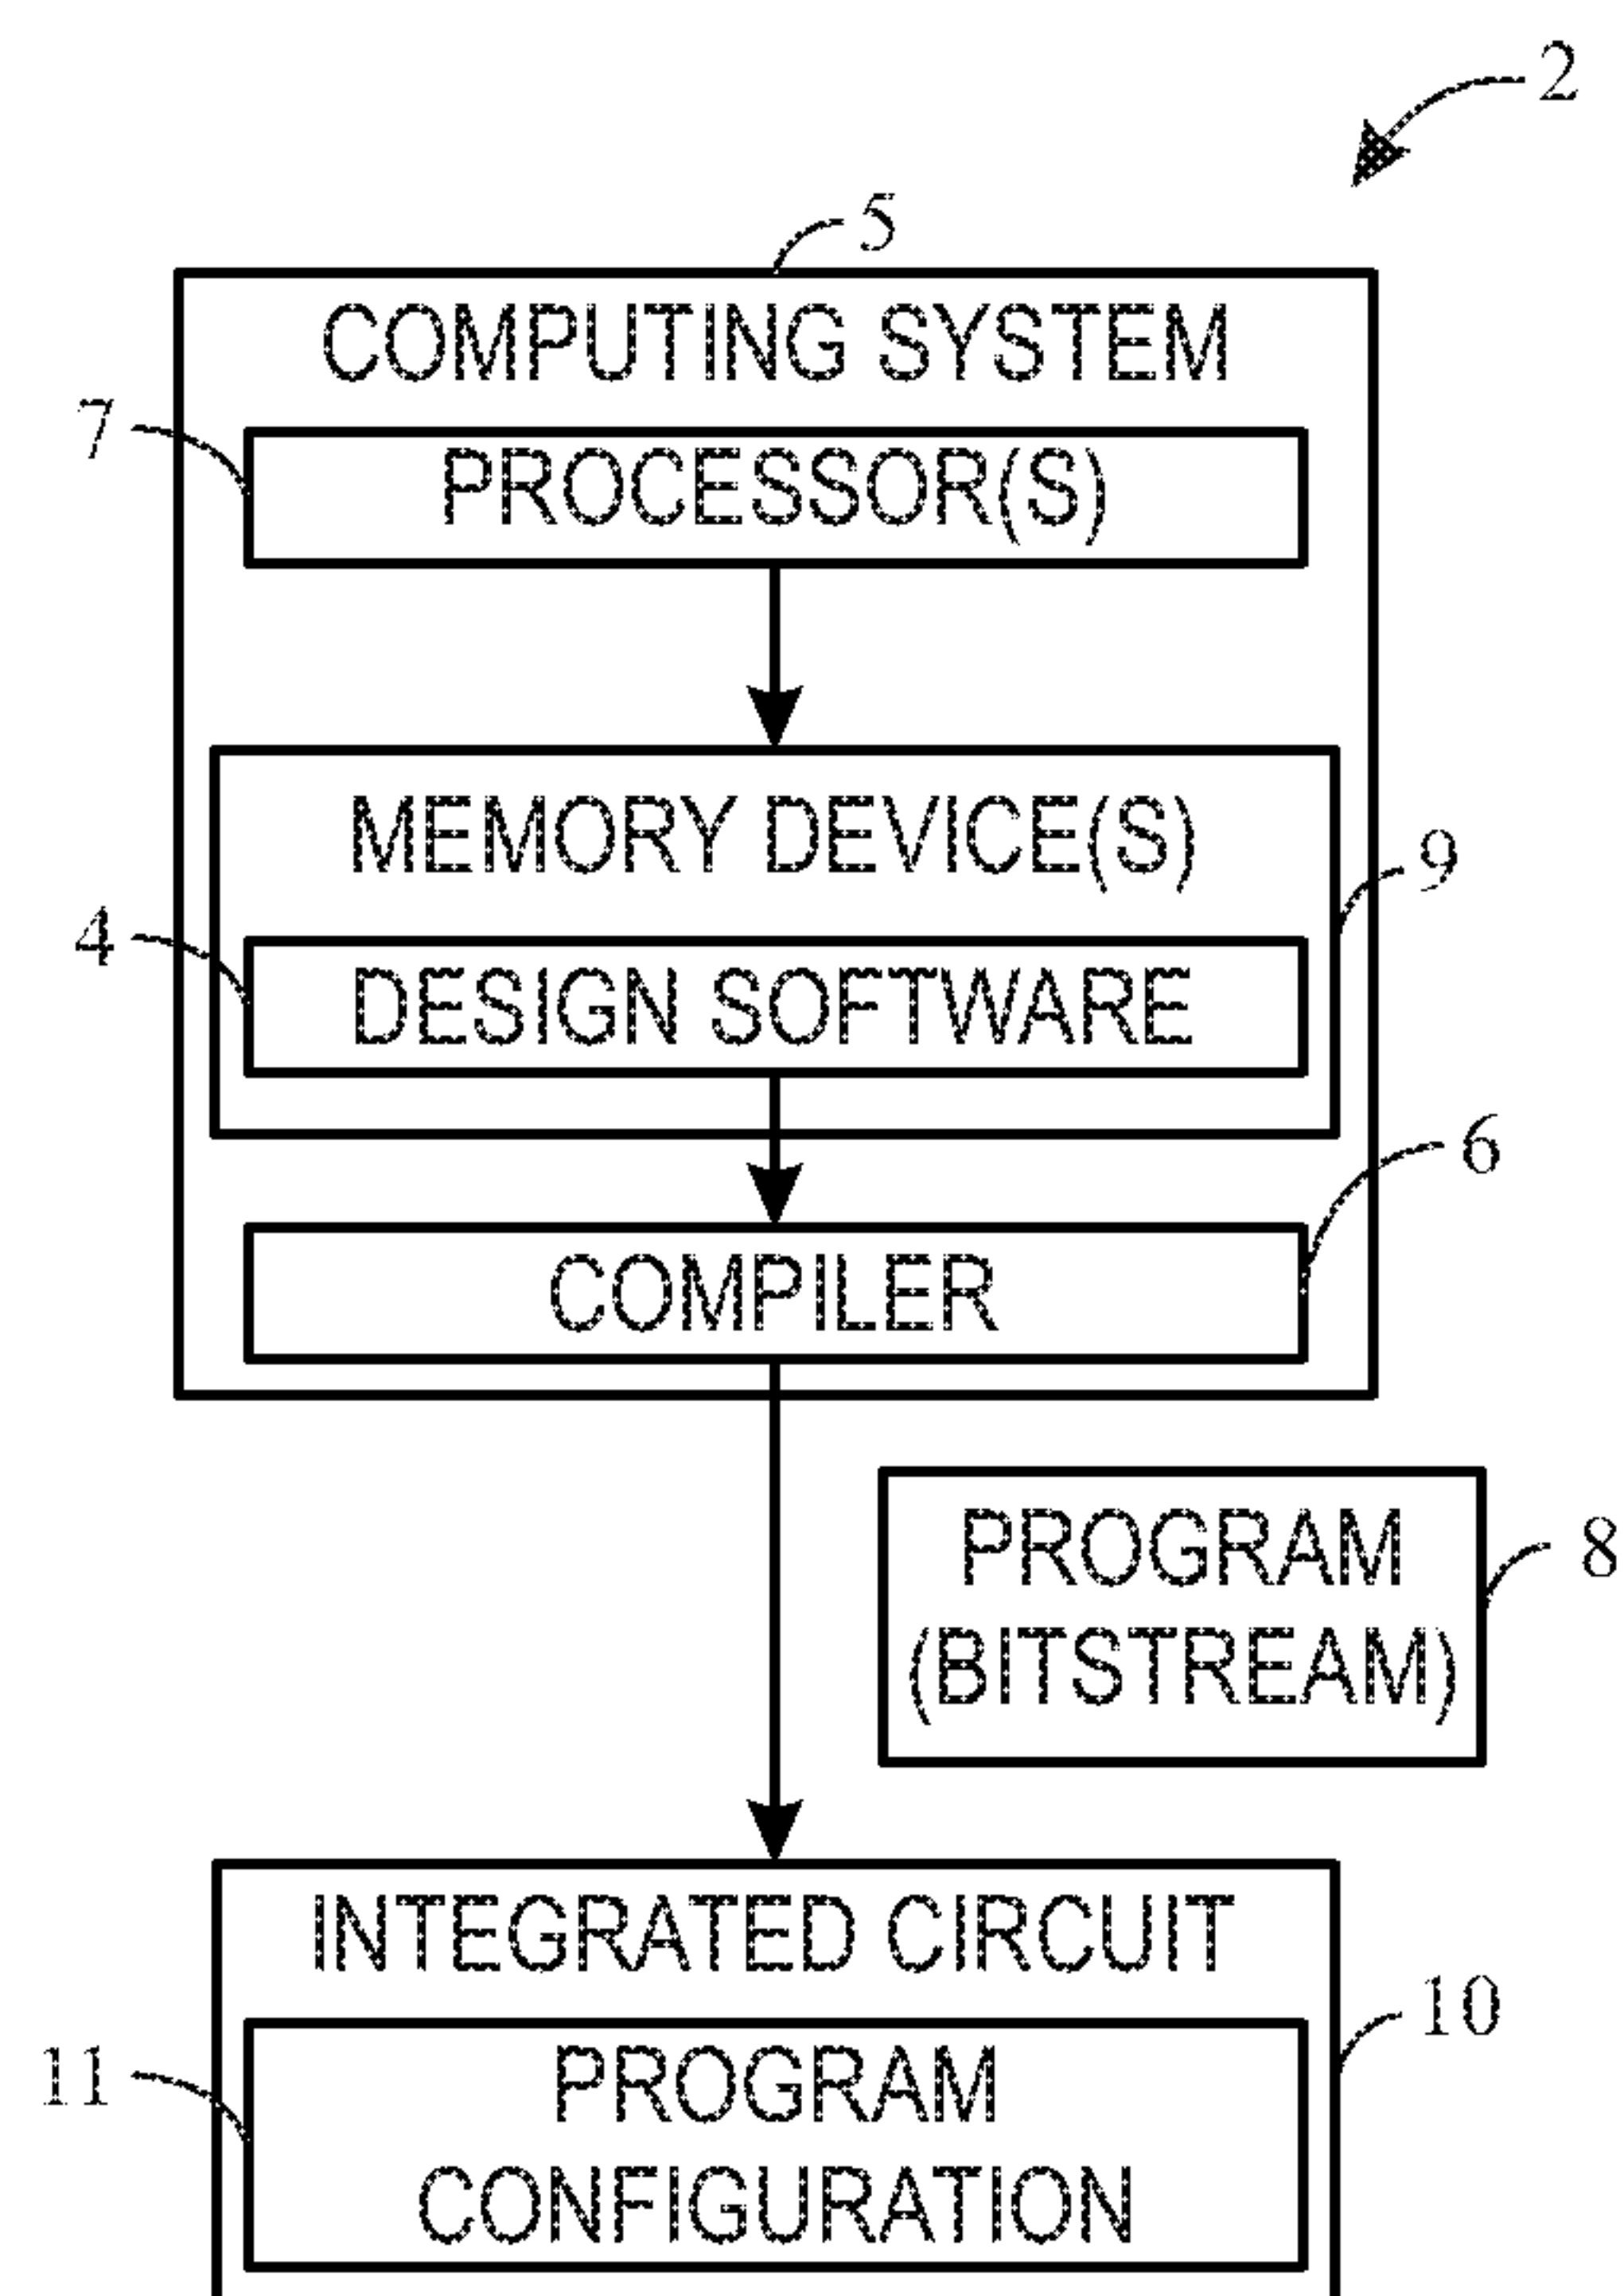 2
5
COMPUTING SYSTEM
7
PROCESSOR(S)
MEMORY DEVICE(S)
9
4
DESIGN SOFTWARE
6
COMPILER
PROGRAM
(BITSTREAM)
8
INTEGRATED CIRCUIT
10
11
PROGRAM
CONFIGURATION